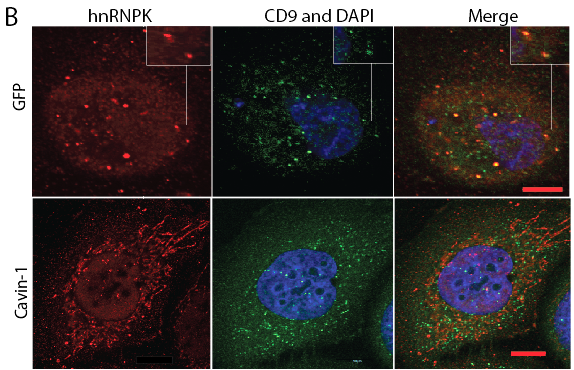 B
hnRNPK CD9 and DAPI Merge
GFP
Cavin-1